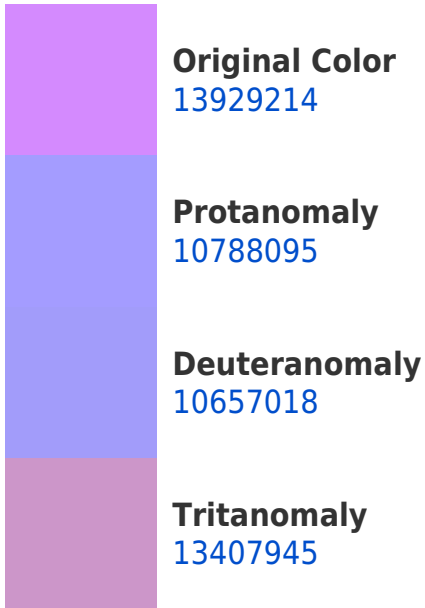 Original Color
13929214
Protanomaly
10788095
Deuteranomaly
10657018
Tritanomaly
13407945